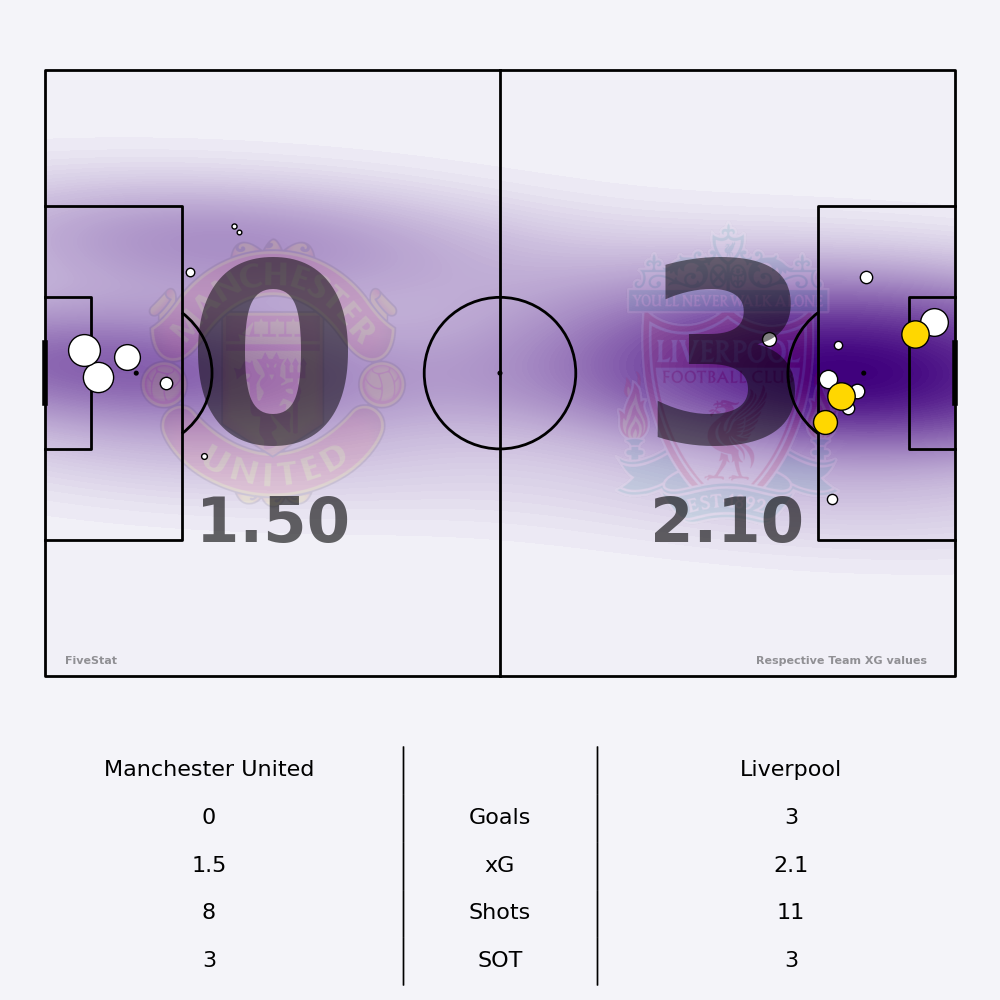 MANCHESTER
UNITED
0
YOU'LL NEVER WALK ALONE
LIVERPOOL
FOOTBALL CLUB
3
1.50
2.10
FiveStat
Respective Team XG values
Manchester United
Liverpool
0 Goals 3
1.5 xG 2.1
8 Shots 11
3 SOT 3